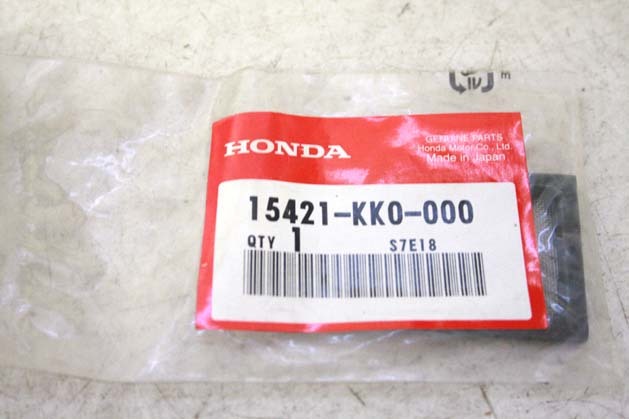 HONDA
GENUINE PARTS
Honda Motor Co., Ltd.
Made in Japan
15421-KK0-000
QTY 1 S7E18